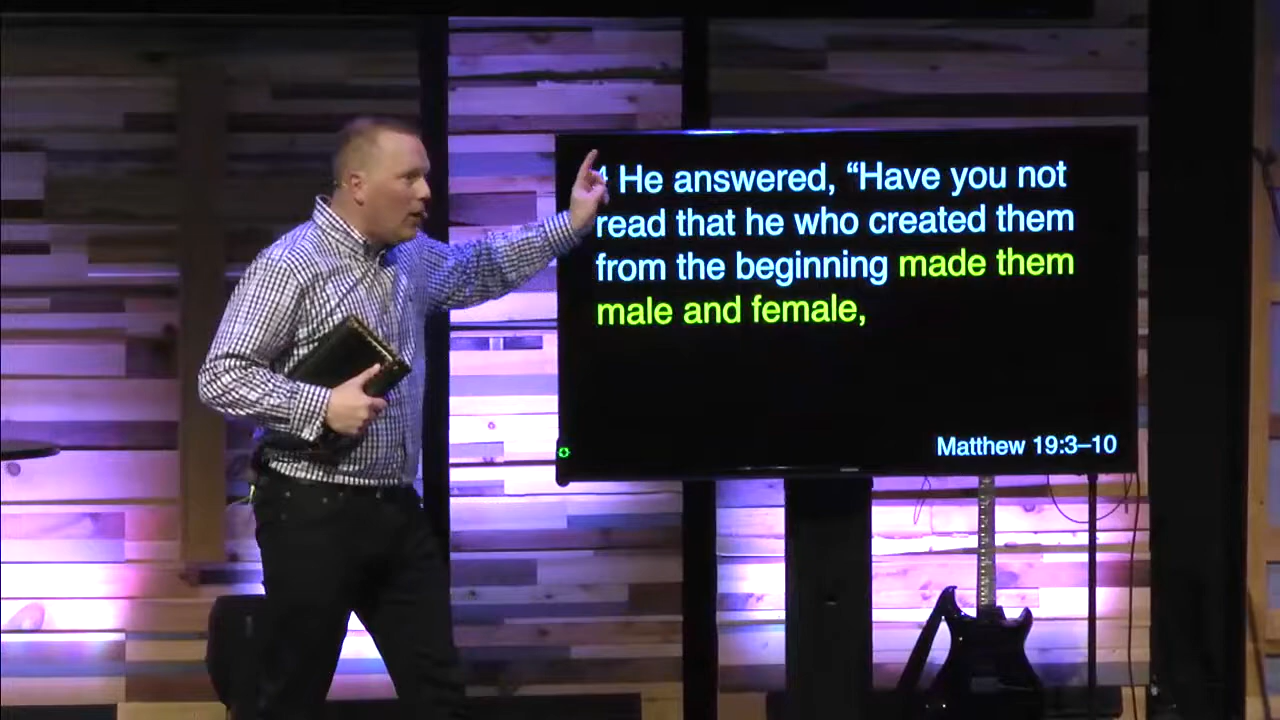 4 He answered, “Have you not
read that he who created them
from the beginning made them
male and female,
Matthew 19:3–10